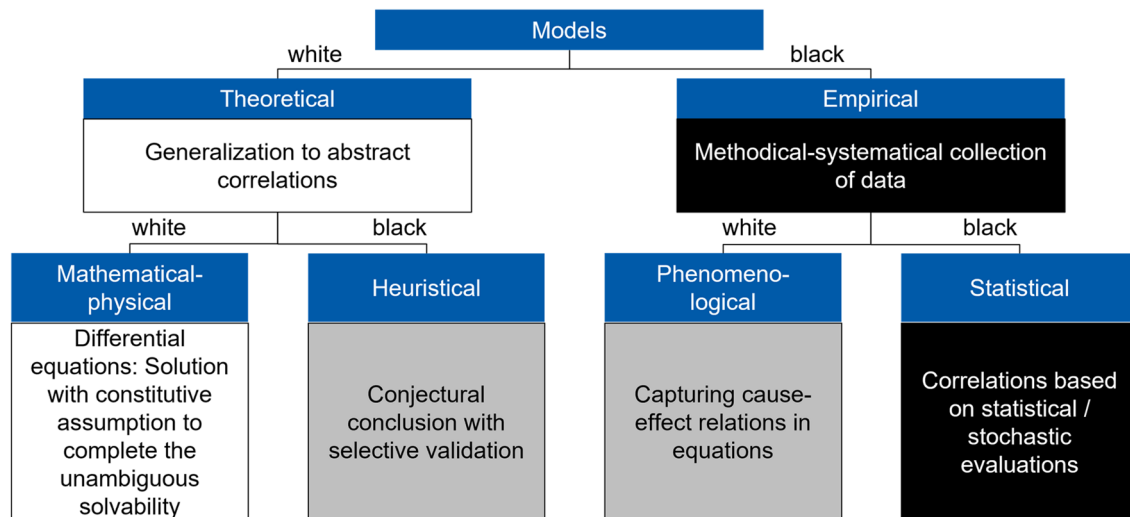 Models
white
black
Theoretical
Empirical
Generalization to abstract
correlations
Methodical-systematical collection
of data
white
black
white
black
Mathematical-
physical
Heuristical
Phenomeno-
logical
Statistical
Differential
equations: Solution
with constitutive
assumption to
complete the
unambiguous
solvability
Conjectural
conclusion with
selective validation
Capturing cause-
effect relations in
equations
Correlations based
on statistical /
stochastic
evaluations